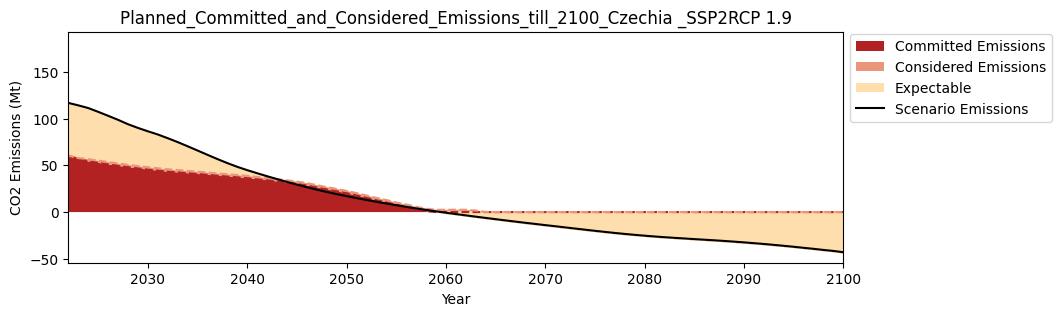 Planned_Committed_and_Considered_Emissions_till_2100_Czechia _SSP2RCP 1.9
Committed Emissions
Considered Emissions
Expectable
Scenario Emissions
CO2 Emissions (Mt)
150
100
50
0
−50
2030
2040
2050
2060
2070
2080
2090
2100
Year